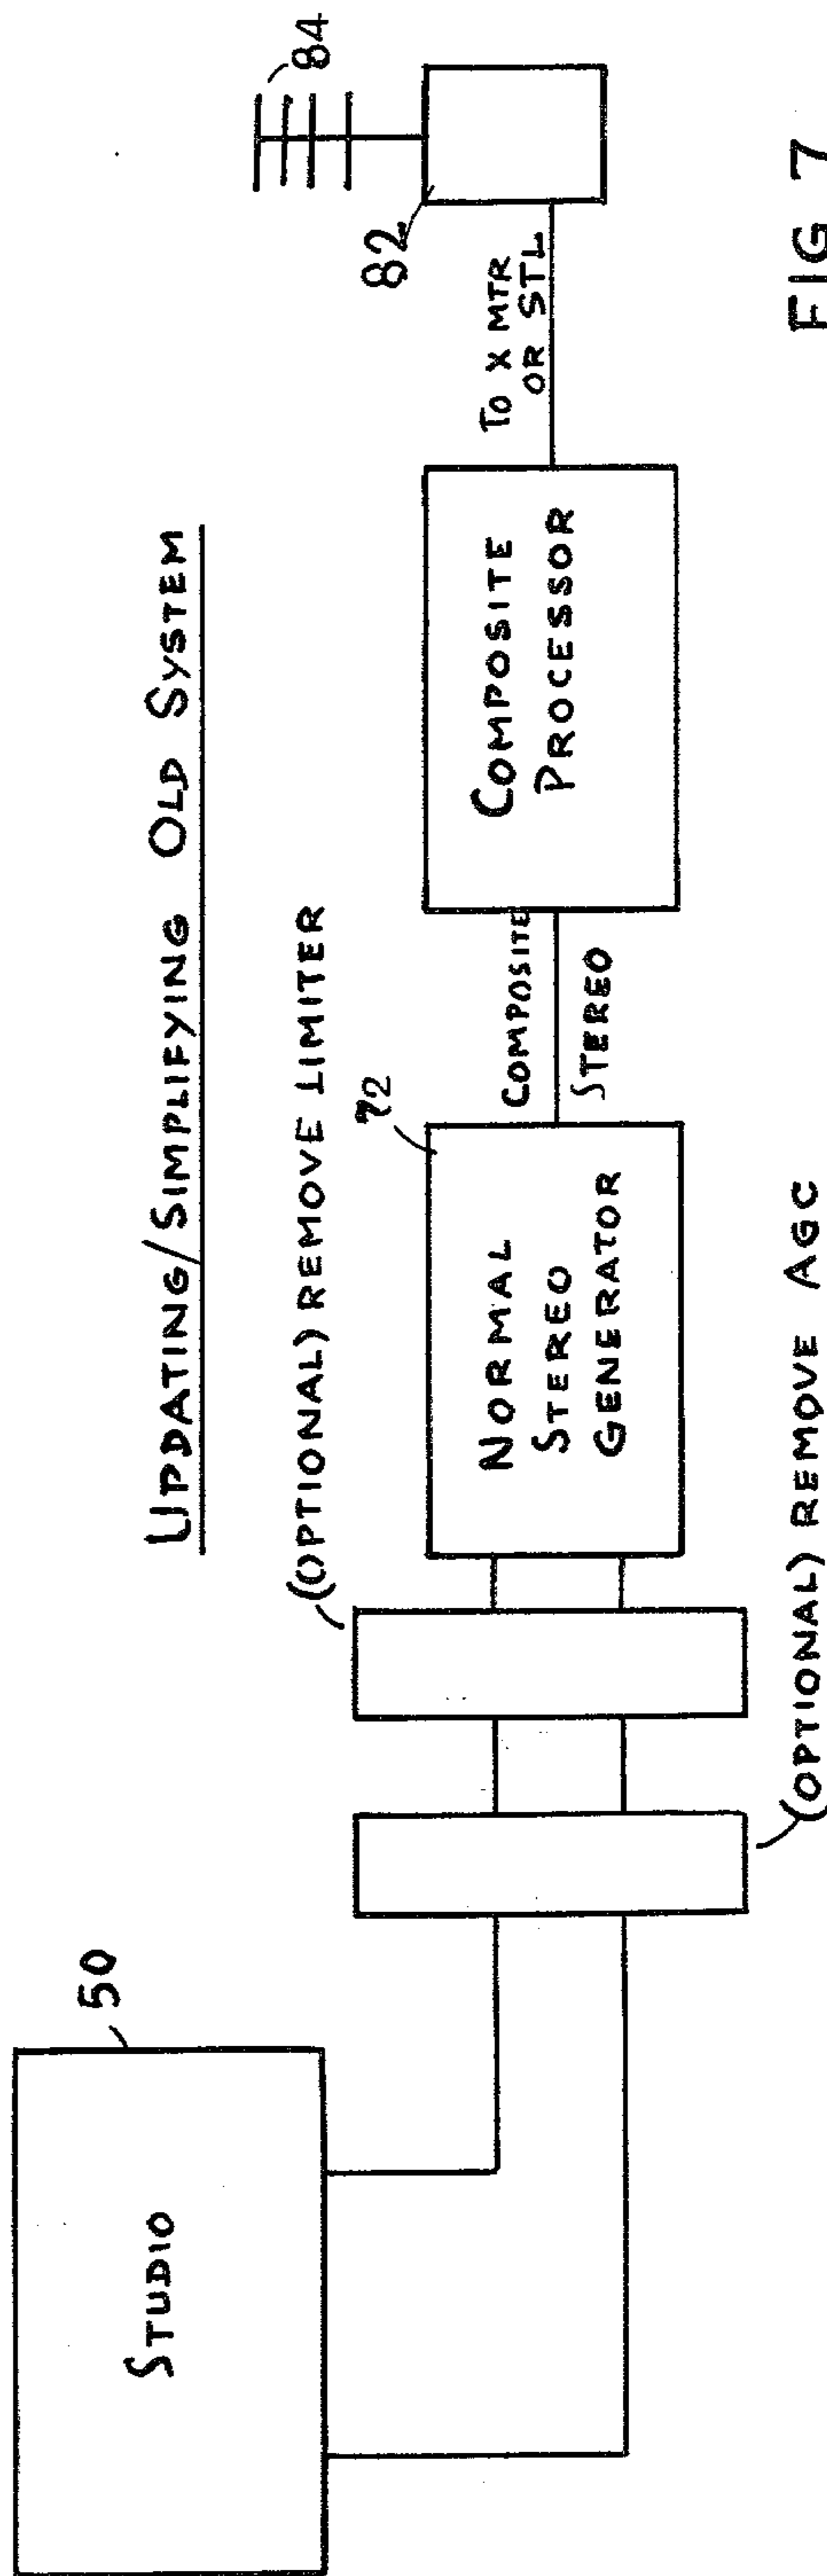 UPDATING/SIMPLIFYING OLD SYSTEM
STUDIO
50
(OPTIONAL) REMOVE LIMITER
(OPTIONAL) REMOVE AGC
NORMAL
STEREO
GENERATOR
72
COMPOSITE
STEREO
COMPOSITE
PROCESSOR
TO X MTR
OR STL
82
84
FIG 7